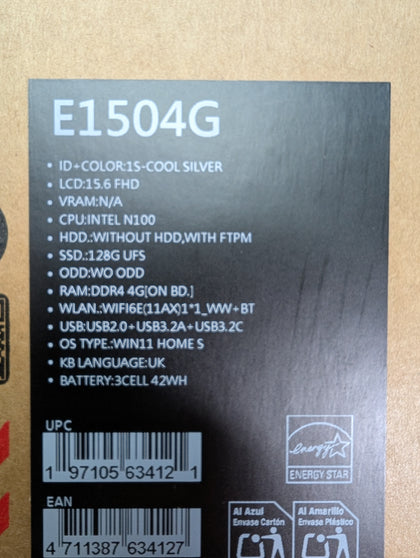 E1504G
• ID+COLOR:1S-COOL SILVER
• LCD:15.6 FHD
• VRAM:N/A
• CPU:INTEL N100
• HDD.:WITHOUT HDD,WITH FTPM
• SSD.:128G UFS
• ODD:WO ODD
• RAM:DDR4 4G[ON BD.]
• WLAN.:WIFI6E(11AX)1*1_WW+BT
• USB:USB2.0+USB3.2A+USB3.2C
• OS TYPE.:WIN11 HOME S
• KB LANGUAGE:UK
• BATTERY:3CELL 42WH
UPC
1 97105 63412 1
energy
ENERGY STAR
EAN
4 711387 634127
Al Azul
Envase Cartón
Al Amarillo
Envase Plástico